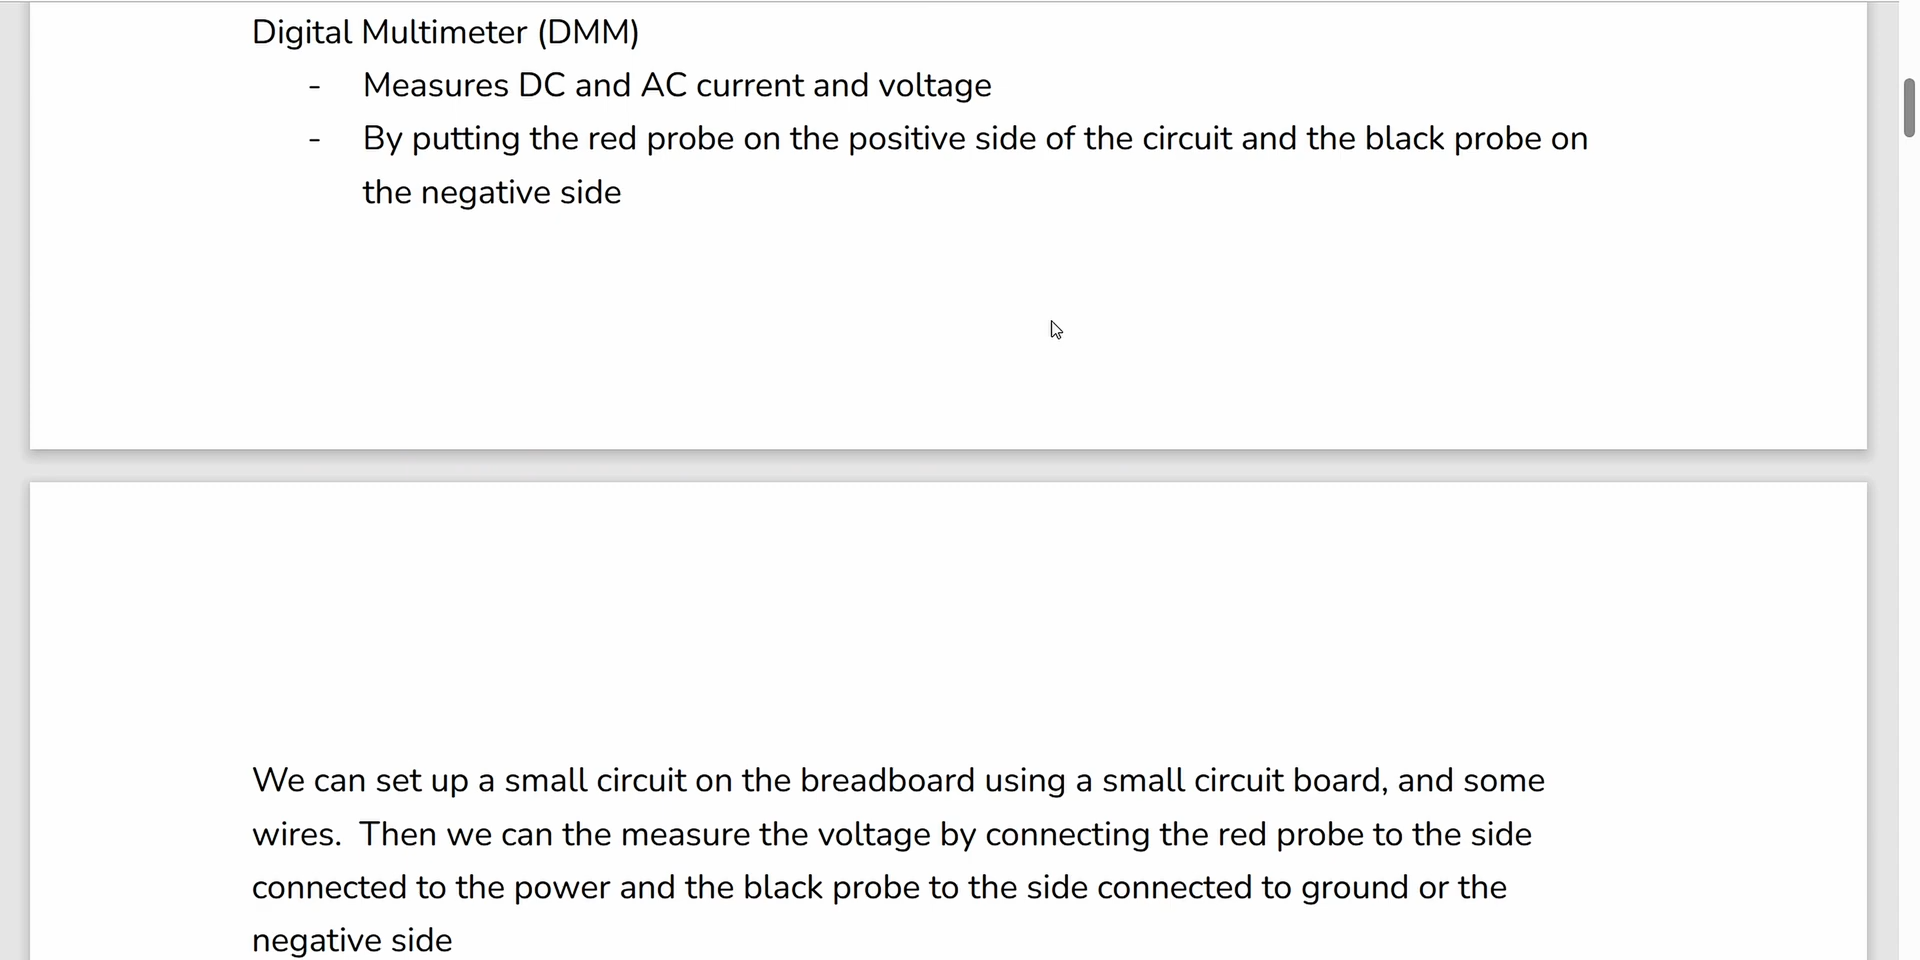 Digital Multimeter (DMM)
- Measures DC and AC current and voltage
- By putting the red probe on the positive side of the circuit and the black probe on
the negative side
We can set up a small circuit on the breadboard using a small circuit board, and some
wires.  Then we can the measure the voltage by connecting the red probe to the side
connected to the power and the black probe to the side connected to ground or the
negative side